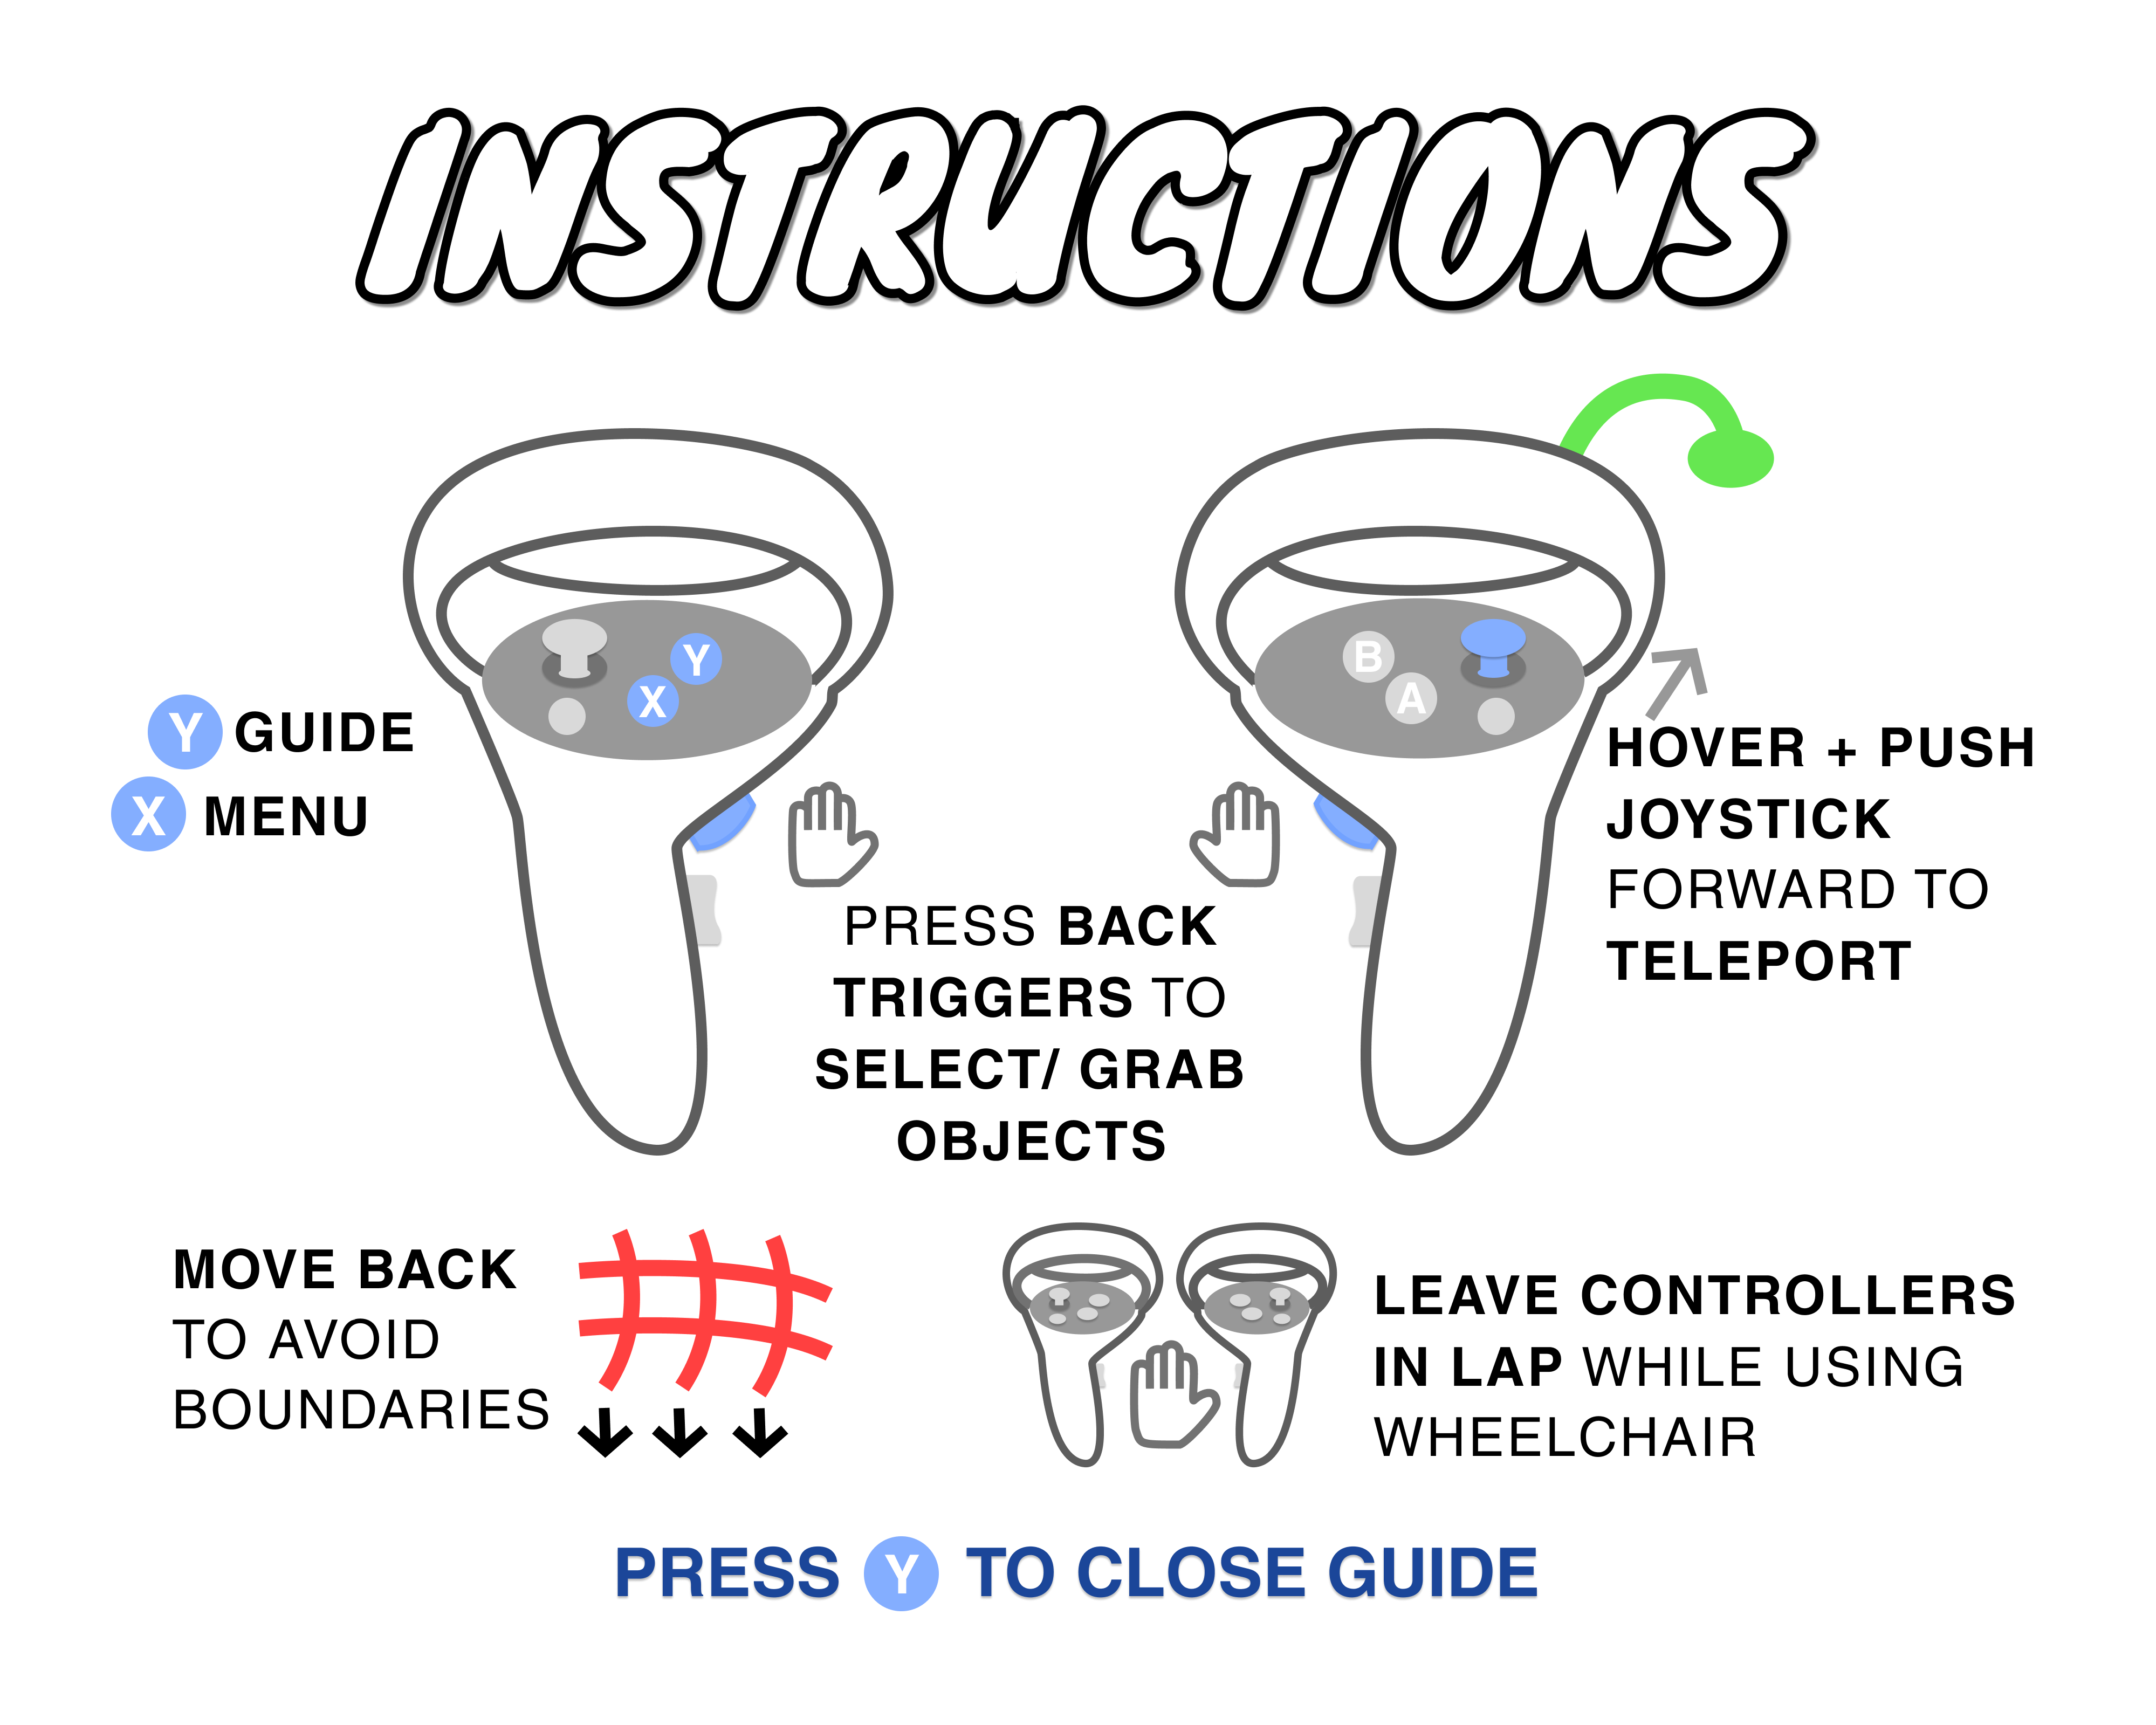 INSTRUCTIONS
Y
X
B
A
Y GUIDE
X MENU
HOVER + PUSH
JOYSTICK
FORWARD TO
TELEPORT
PRESS BACK
TRIGGERS TO
SELECT/ GRAB
OBJECTS
MOVE BACK
TO AVOID
BOUNDARIES
LEAVE CONTROLLERS
IN LAP WHILE USING
WHEELCHAIR
PRESS Y TO CLOSE GUIDE